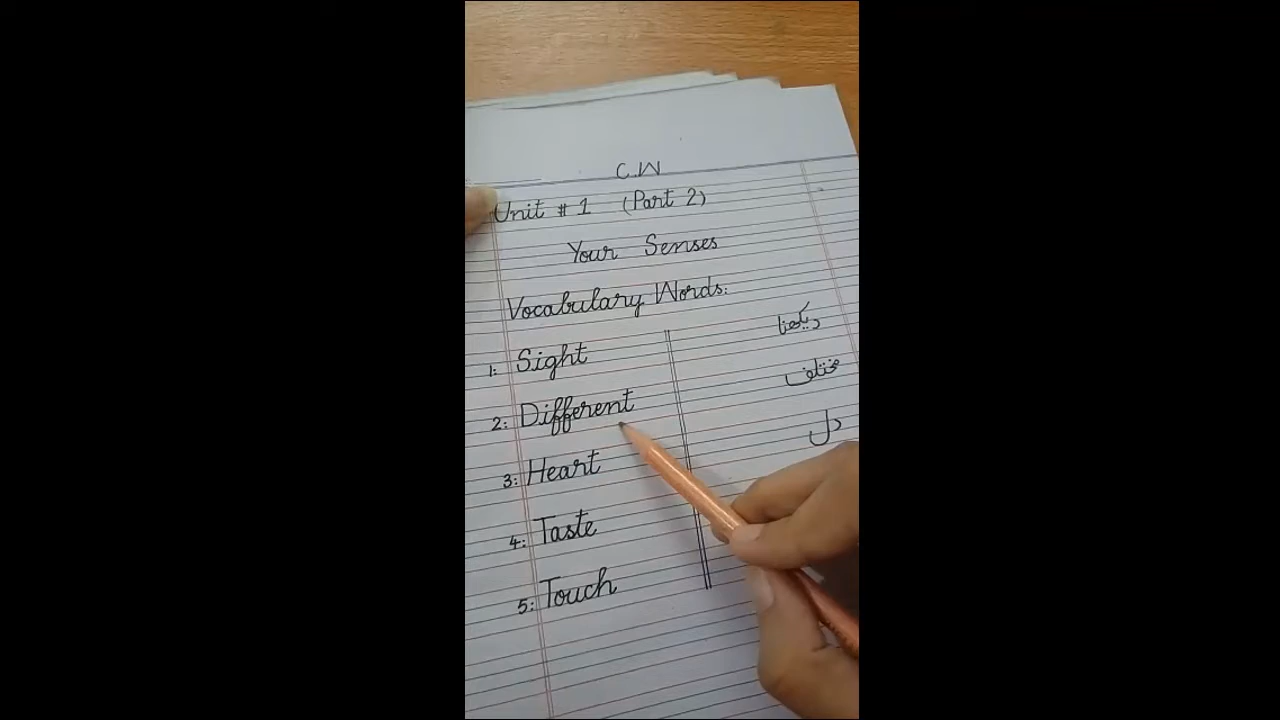 C.W
Unit # 1 (Part 2)
Your Senses
Vocabulary Words:
1: Sight دیکھنا
2: Different مختلف
3: Heart دل
4: Taste
5: Touch